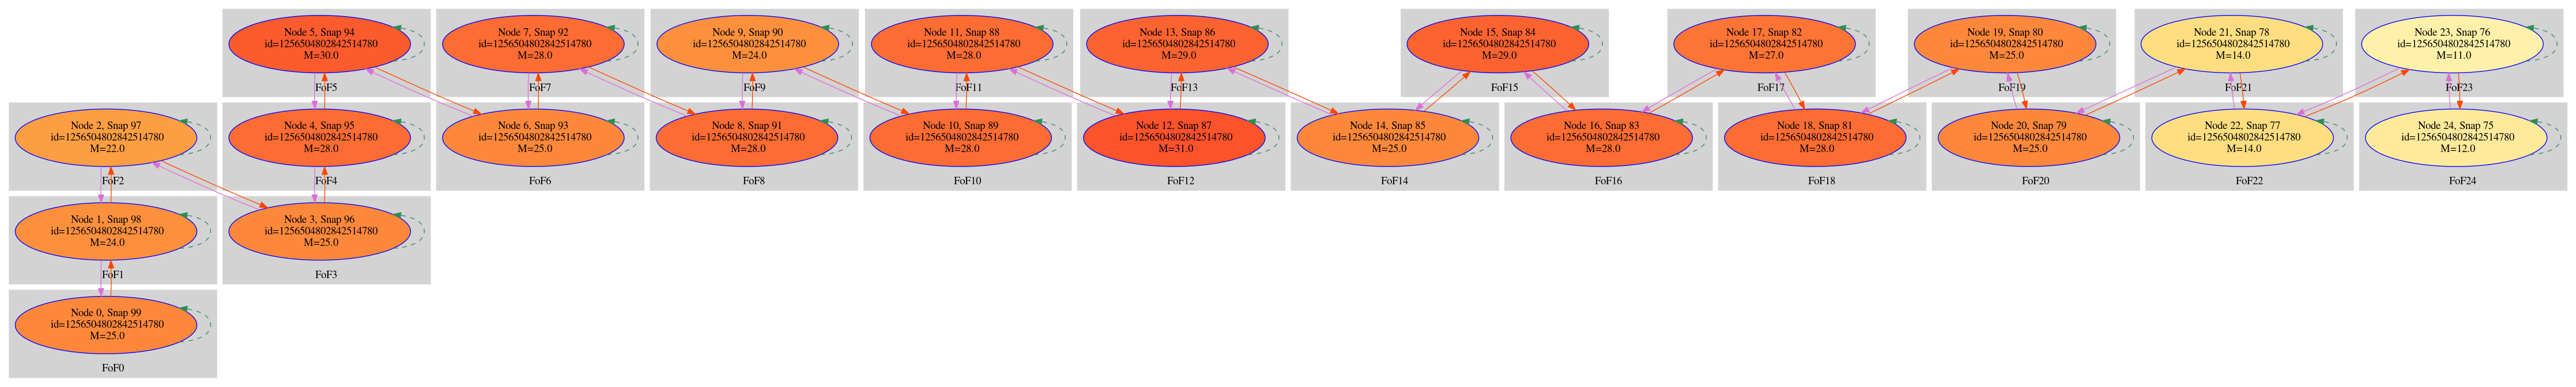 Node 5, Snap 94
id=1256504802842514780
M=30.0
FoF5
Node 7, Snap 92
id=1256504802842514780
M=28.0
FoF7
Node 9, Snap 90
id=1256504802842514780
M=24.0
FoF9
Node 11, Snap 88
id=1256504802842514780
M=28.0
FoF11
Node 13, Snap 86
id=1256504802842514780
M=29.0
FoF13
Node 15, Snap 84
id=1256504802842514780
M=29.0
FoF15
Node 17, Snap 82
id=1256504802842514780
M=27.0
FoF17
Node 19, Snap 80
id=1256504802842514780
M=25.0
FoF19
Node 21, Snap 78
id=1256504802842514780
M=14.0
FoF21
Node 23, Snap 76
id=1256504802842514780
M=11.0
FoF23
Node 2, Snap 97
id=1256504802842514780
M=22.0
FoF2
Node 4, Snap 95
id=1256504802842514780
M=28.0
FoF4
Node 6, Snap 93
id=1256504802842514780
M=25.0
FoF6
Node 8, Snap 91
id=1256504802842514780
M=28.0
FoF8
Node 10, Snap 89
id=1256504802842514780
M=28.0
FoF10
Node 12, Snap 87
id=1256504802842514780
M=31.0
FoF12
Node 14, Snap 85
id=1256504802842514780
M=25.0
FoF14
Node 16, Snap 83
id=1256504802842514780
M=28.0
FoF16
Node 18, Snap 81
id=1256504802842514780
M=28.0
FoF18
Node 20, Snap 79
id=1256504802842514780
M=25.0
FoF20
Node 22, Snap 77
id=1256504802842514780
M=14.0
FoF22
Node 24, Snap 75
id=1256504802842514780
M=12.0
FoF24
Node 1, Snap 98
id=1256504802842514780
M=24.0
FoF1
Node 3, Snap 96
id=1256504802842514780
M=25.0
FoF3
Node 0, Snap 99
id=1256504802842514780
M=25.0
FoF0